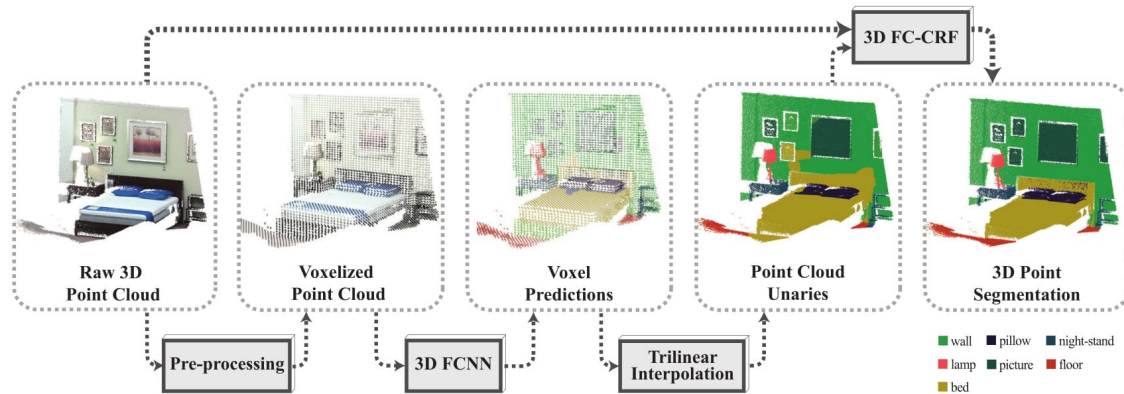 3D FC-CRF
Raw 3D
Point Cloud
Voxelized
Point Cloud
Voxel
Predictions
Point Cloud
Unaries
3D Point
Segmentation
Pre-processing
3D FCNN
Trilinear
Interpolation
wall pillow night-stand
lamp picture floor
bed